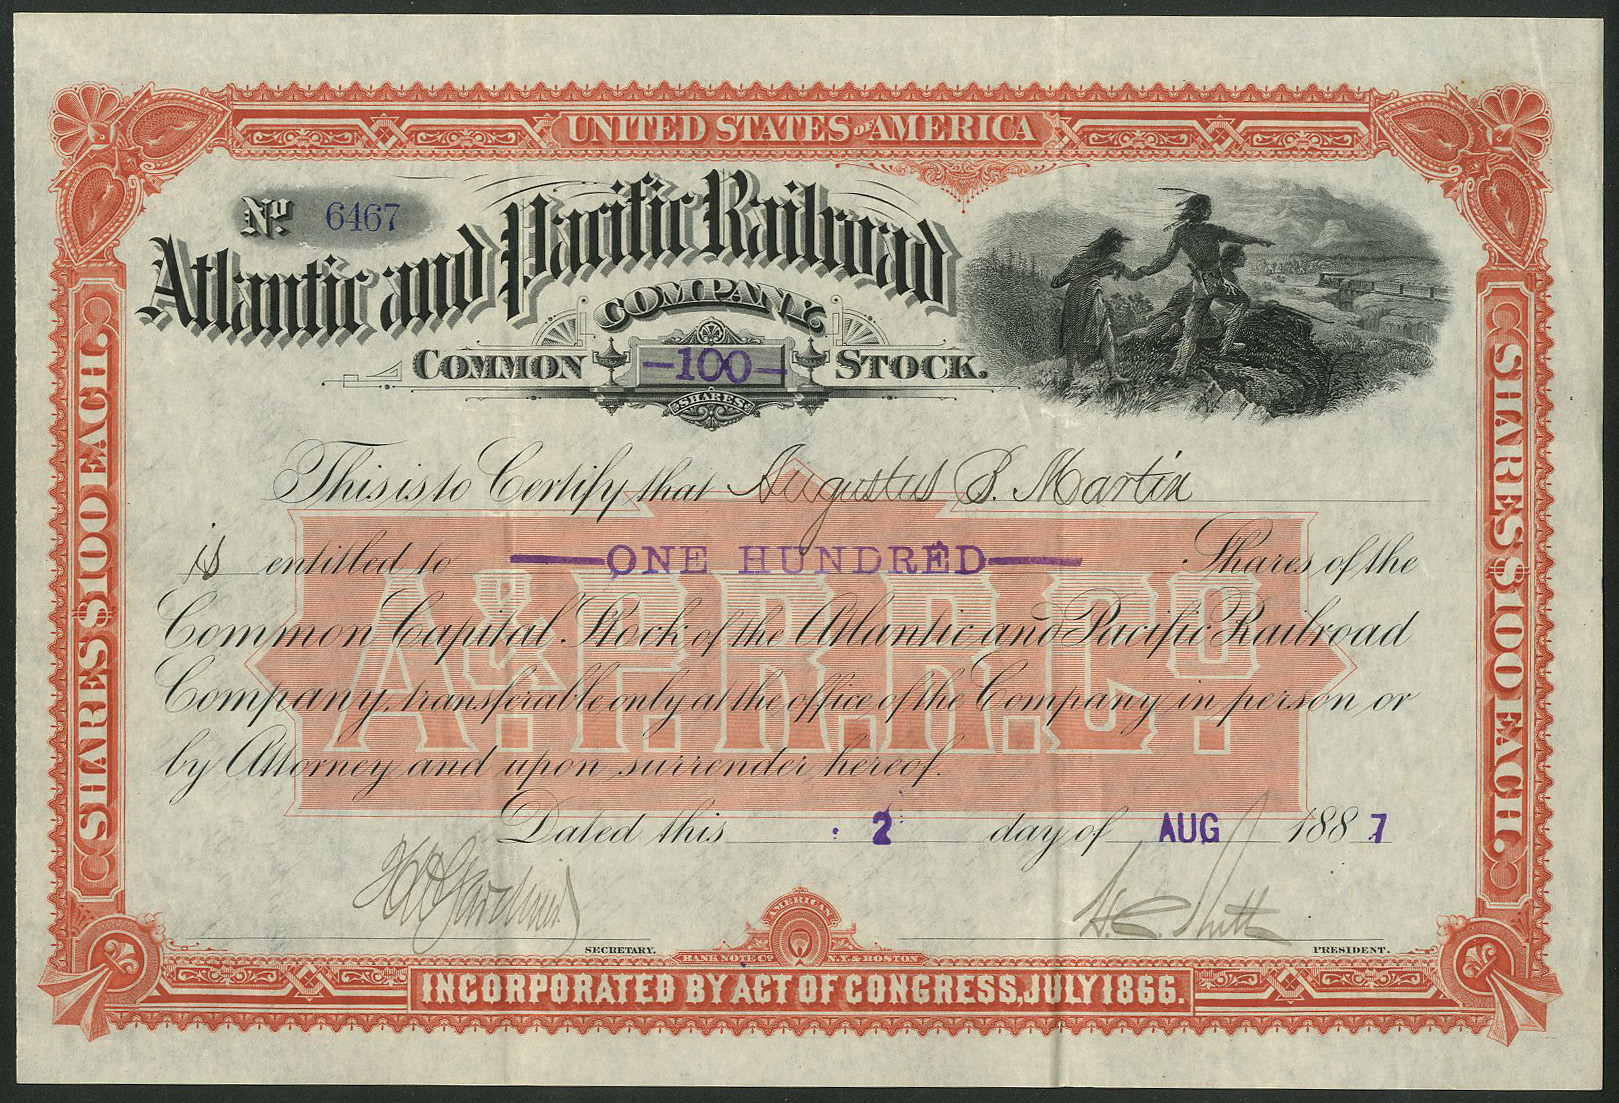 UNITED STATES OF AMERICA
No. 6467
Atlantic and Pacific Railroad
COMPANY
COMMON -100- STOCK.
SHARES
SHARES $100 EACH.
SHARES $100 EACH.
This is to Certify that Augustus B. Martin
is entitled to ONE HUNDRED Shares of the
Common Capital Stock of the Atlantic and Pacific Railroad
Company, transferable only at the office of the Company in person or
by Attorney and upon surrender hereof.
A. & P. R. R. Co.
Dated this 2 day of AUG 1887
SECRETARY. PRESIDENT.
AMERICAN
BANK NOTE CO. N.Y. & BOSTON
INCORPORATED BY ACT OF CONGRESS, JULY 1866.